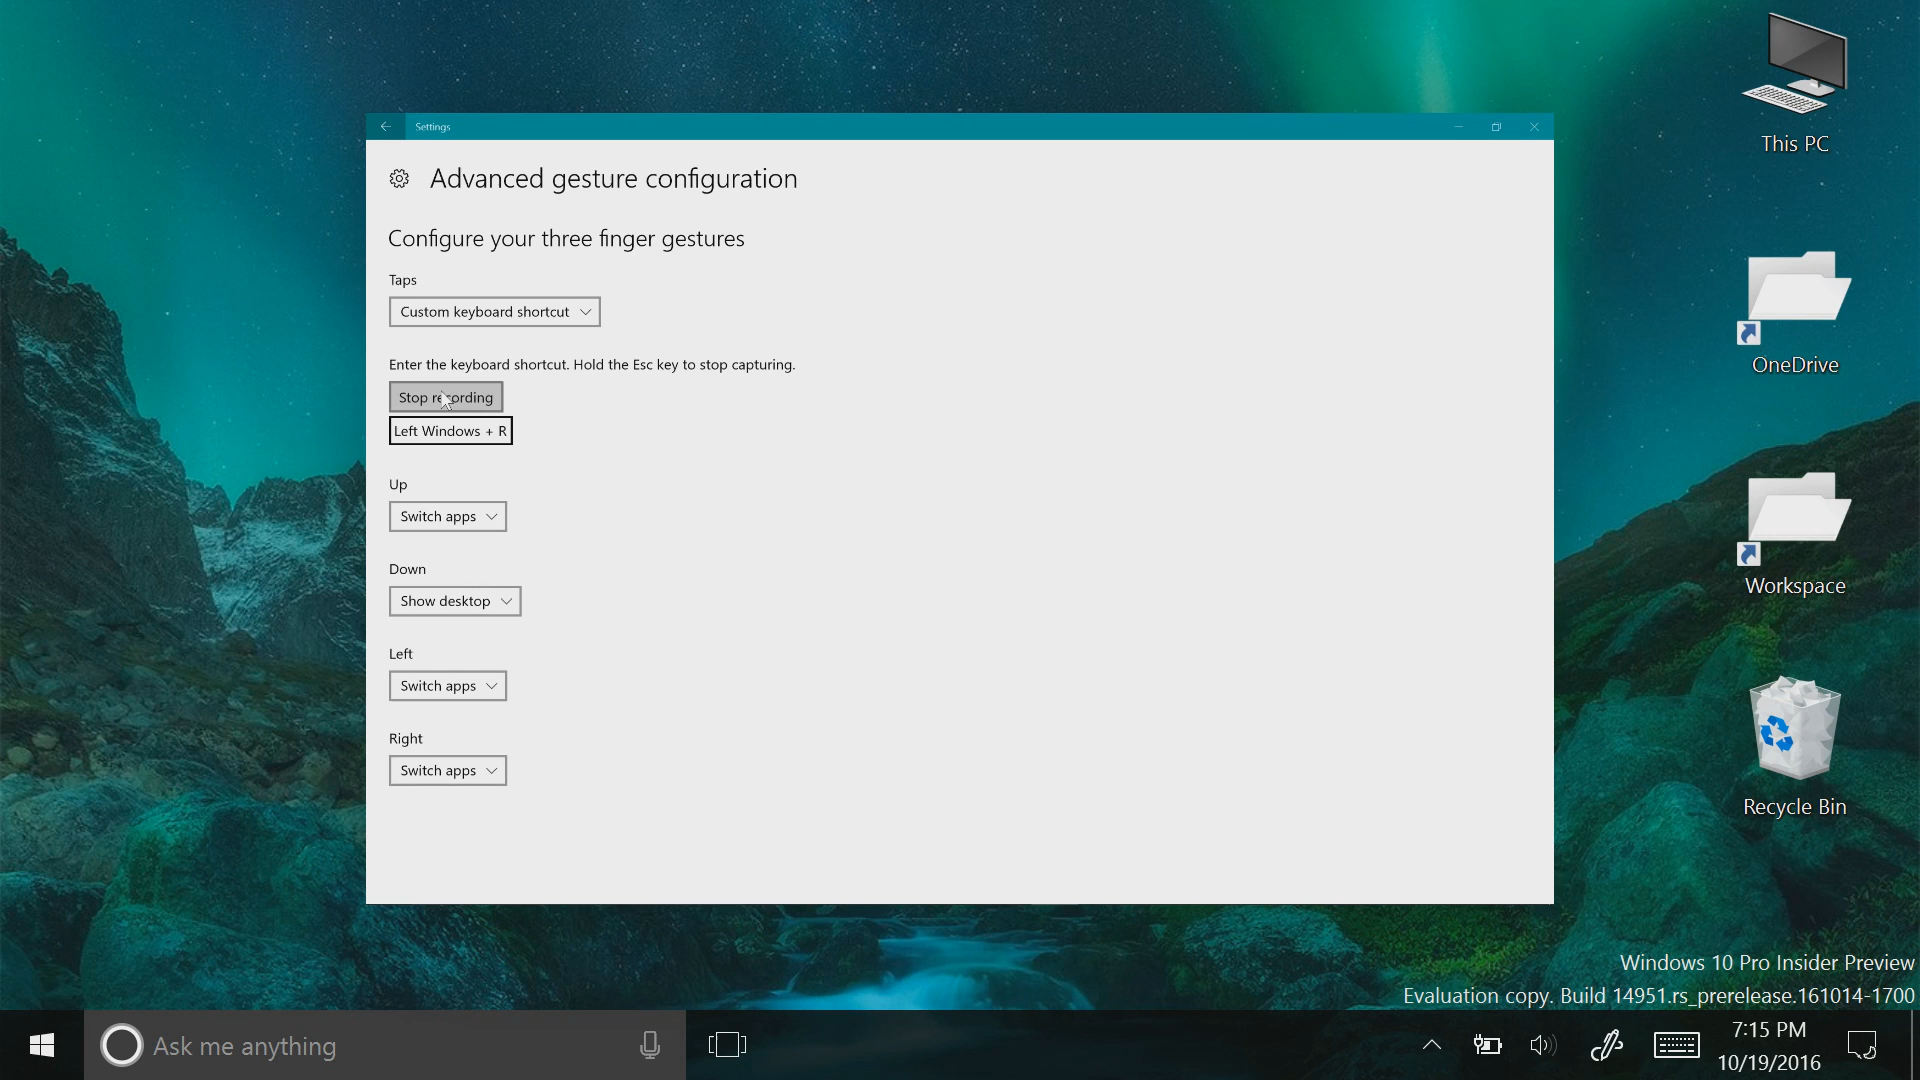 Settings
Advanced gesture configuration
Configure your three finger gestures
Taps
Custom keyboard shortcut
Enter the keyboard shortcut. Hold the Esc key to stop capturing.
Stop recording
Left Windows + R
Up
Switch apps
Down
Show desktop
Left
Switch apps
Right
Switch apps
This PC
OneDrive
Workspace
Recycle Bin
Windows 10 Pro Insider Preview
Evaluation copy. Build 14951.rs_prerelease.161014-1700
Ask me anything
7:15 PM
10/19/2016